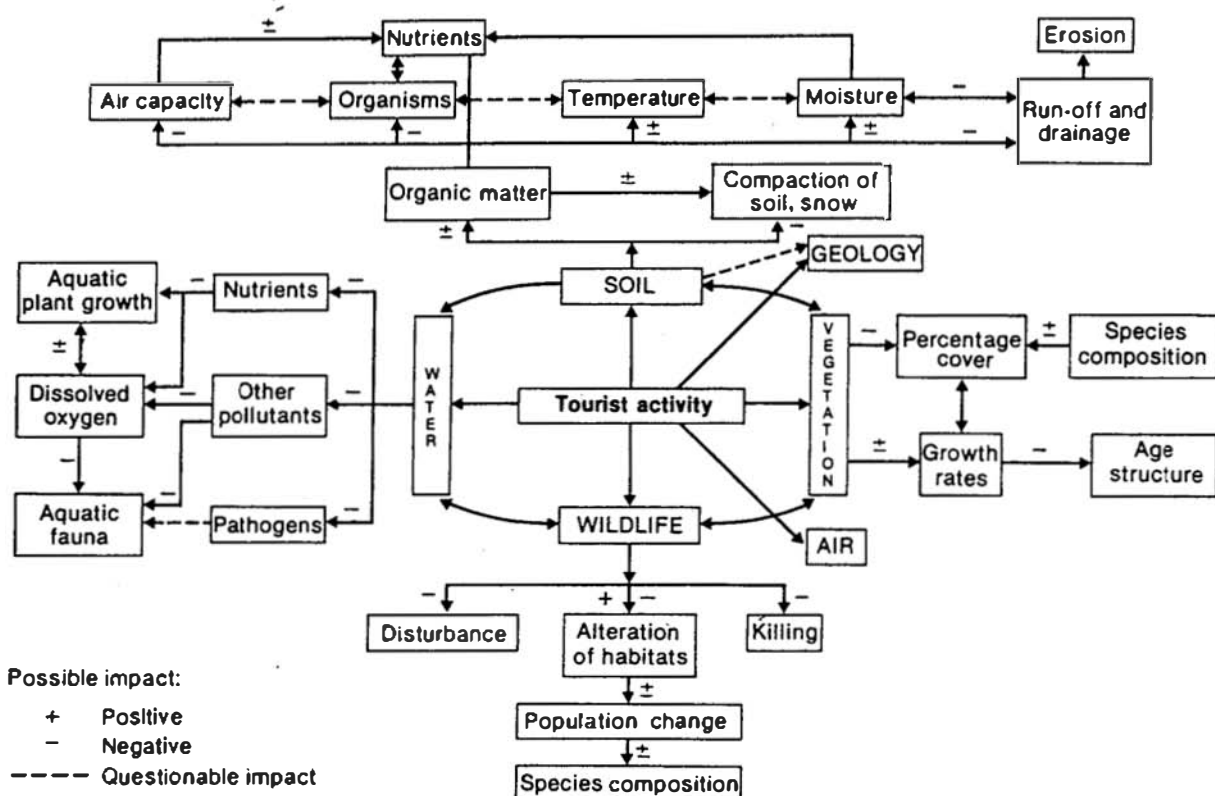 ±
Nutrients
Erosion
Air capacity
Organisms
Temperature
Moisture
−
Run-off and
drainage
−
−
±
±
−
Organic matter
±
Compaction of
soil, snow
±
−
GEOLOGY
SOIL
Aquatic
plant growth
−
Nutrients
−
±
Dissolved
oxygen
−
Other
pollutants
−
WATER
Tourist activity
VEGETATION
−
Percentage
cover
±
Species
composition
±
Growth
rates
−
Age
structure
−
Aquatic
fauna
−
Pathogens
−
WILDLIFE
AIR
−
+ −
−
Disturbance
Alteration
of habitats
Killing
±
Population change
±
Species composition
Possible impact:
+ Positive
− Negative
---- Questionable impact